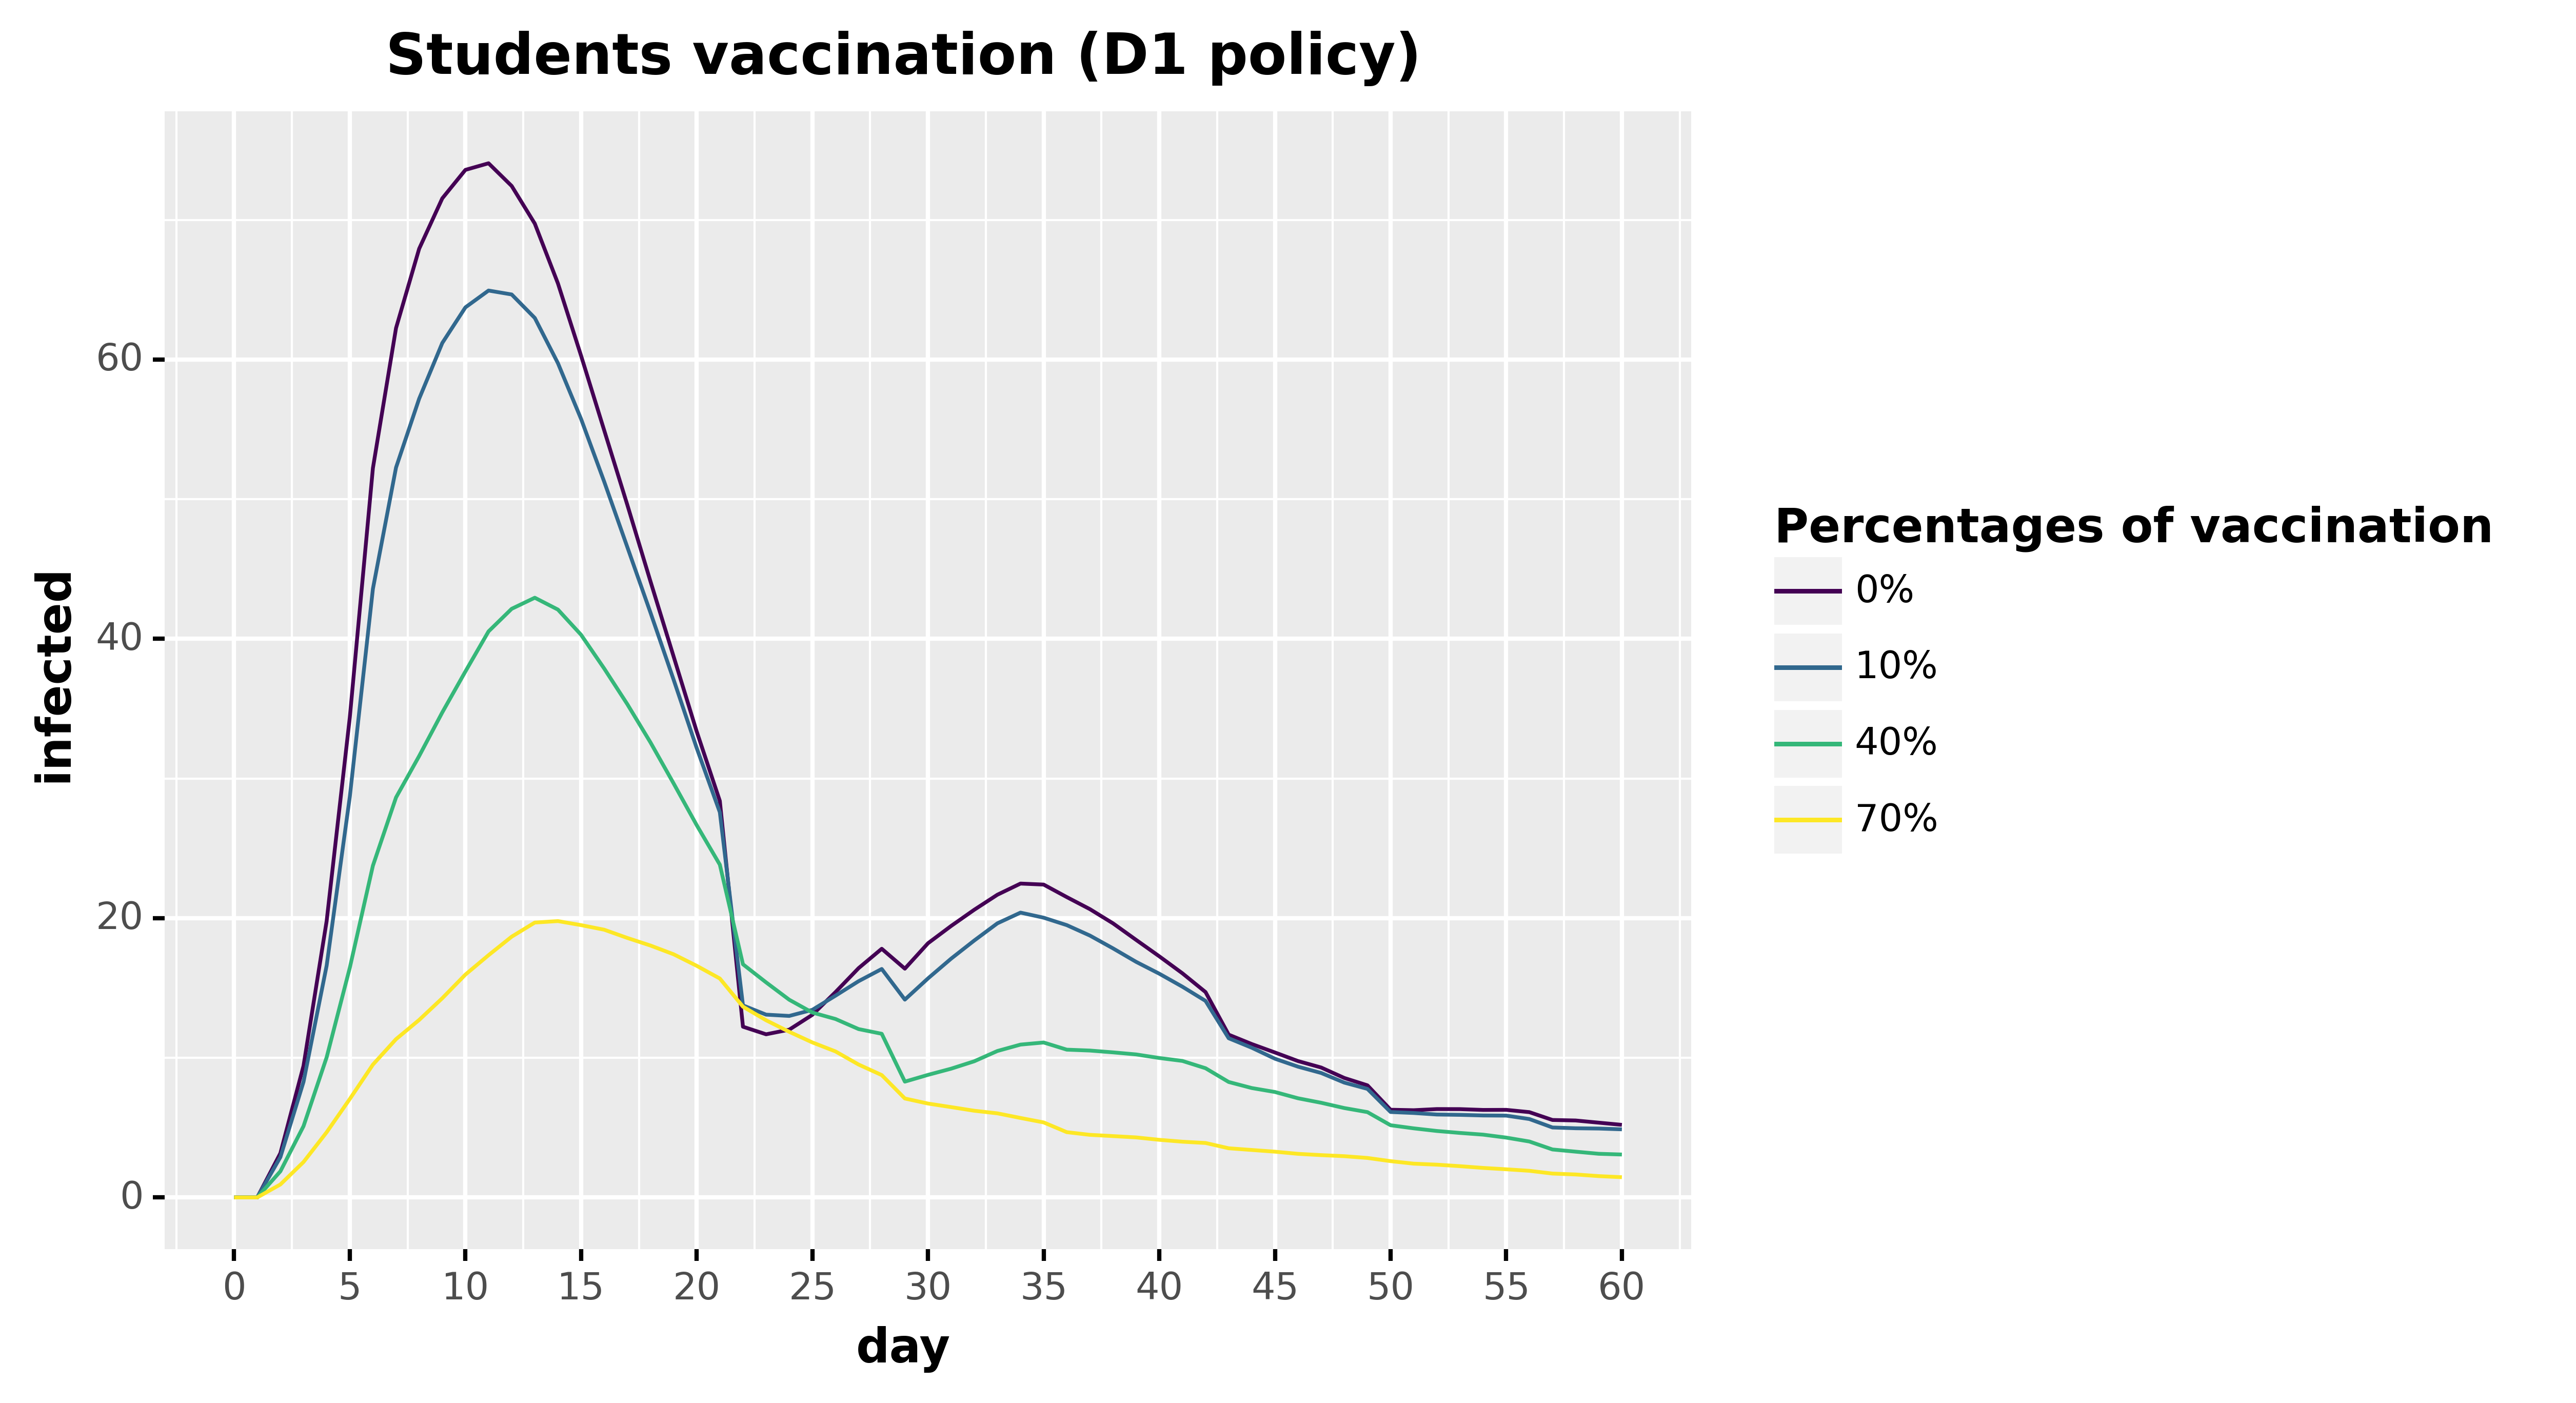 Students vaccination (D1 policy)
infected
60
40
20
0
0 5 10 15 20 25 30 35 40 45 50 55 60
day
Percentages of vaccination
0%
10%
40%
70%